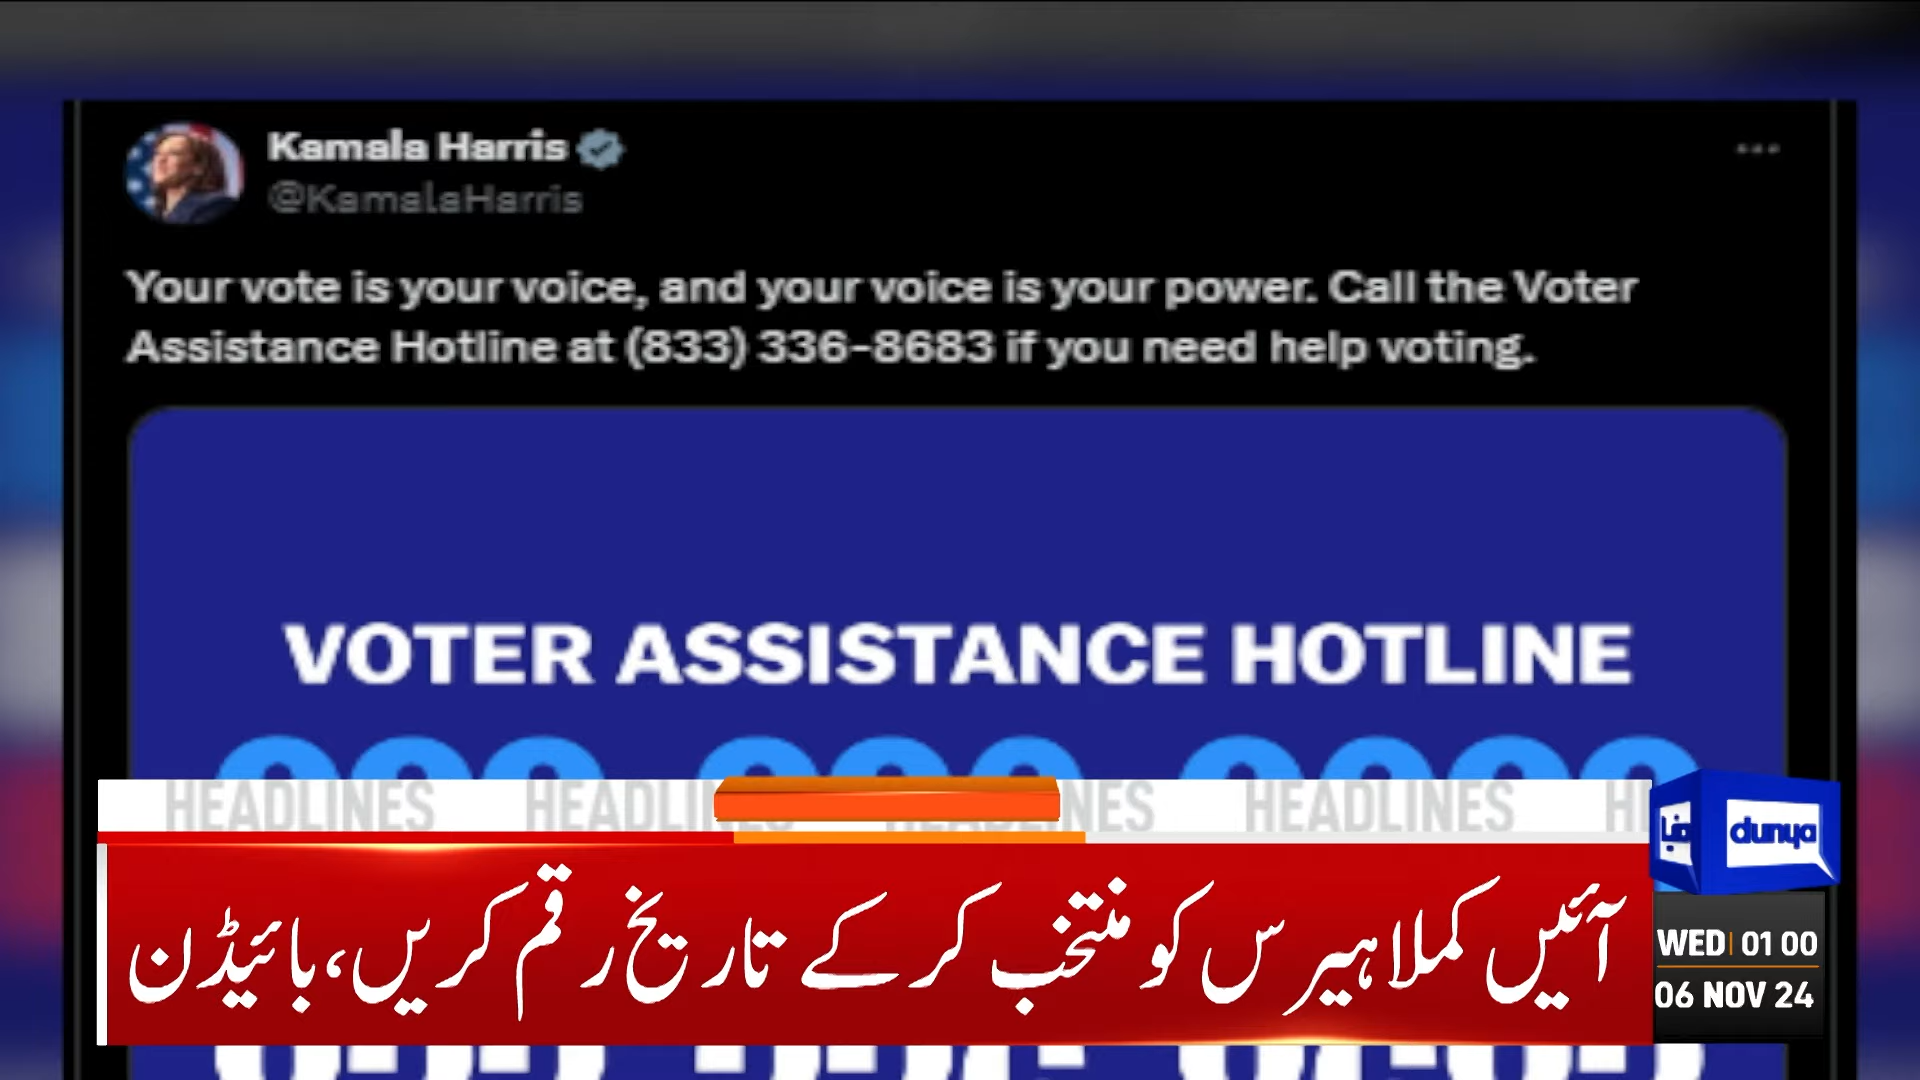 Kamala Harris
@KamalaHarris
Your vote is your voice, and your voice is your power. Call the Voter
Assistance Hotline at (833) 336-8683 if you need help voting.
VOTER ASSISTANCE HOTLINE
HEADLINES HEADLINES HEADLINES
آئیں کملا ہیرس کو منتخب کر کے تاریخ رقم کریں، بائیڈن
dunya
WED 01 00
06 NOV 24